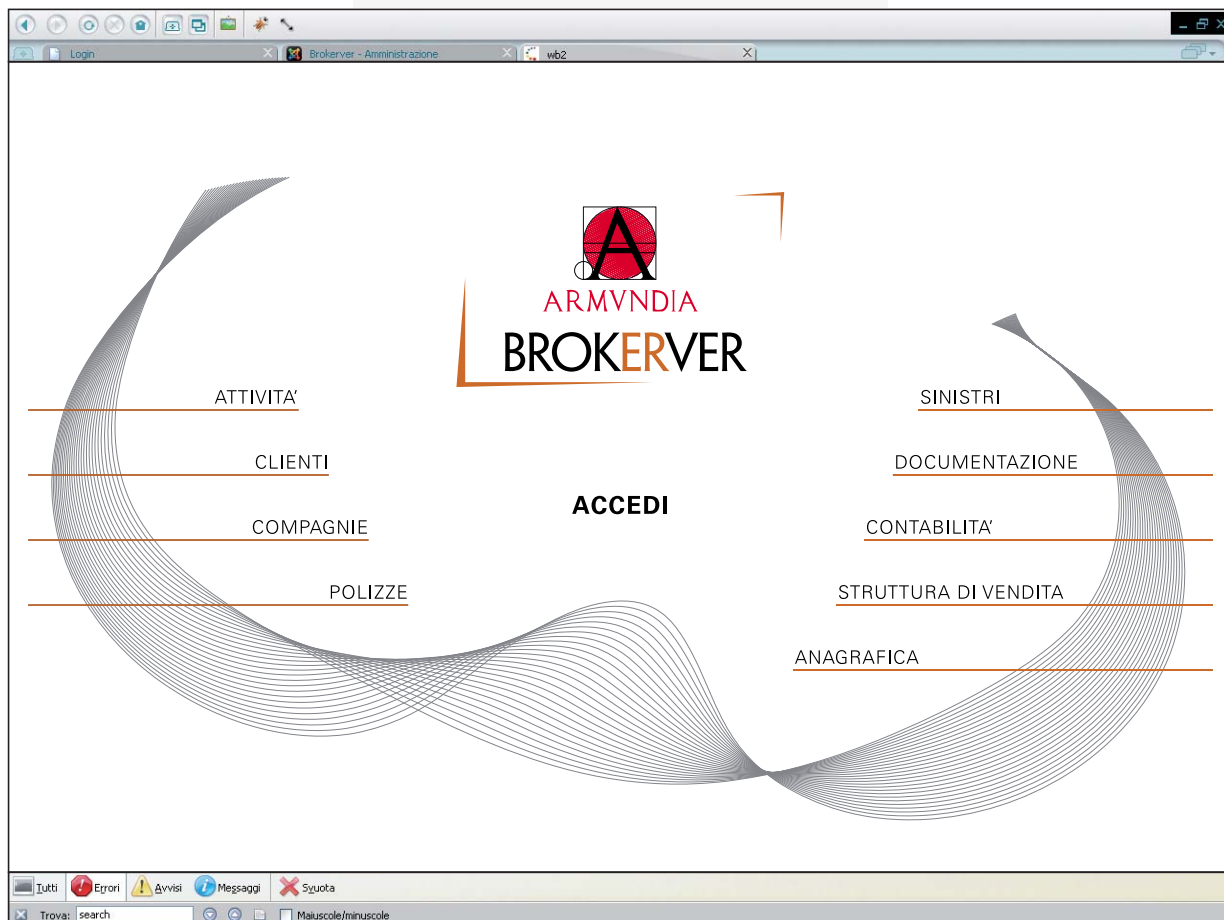 Login
Brokerver - Amministrazione
wb2
ARMVNDIA
BROKERVER
ATTIVITA'
CLIENTI
COMPAGNIE
POLIZZE
ACCEDI
SINISTRI
DOCUMENTAZIONE
CONTABILITA'
STRUTTURA DI VENDITA
ANAGRAFICA
Tutti Errori Avvisi Messaggi Svuota
Trova: search Maiuscole/minuscole